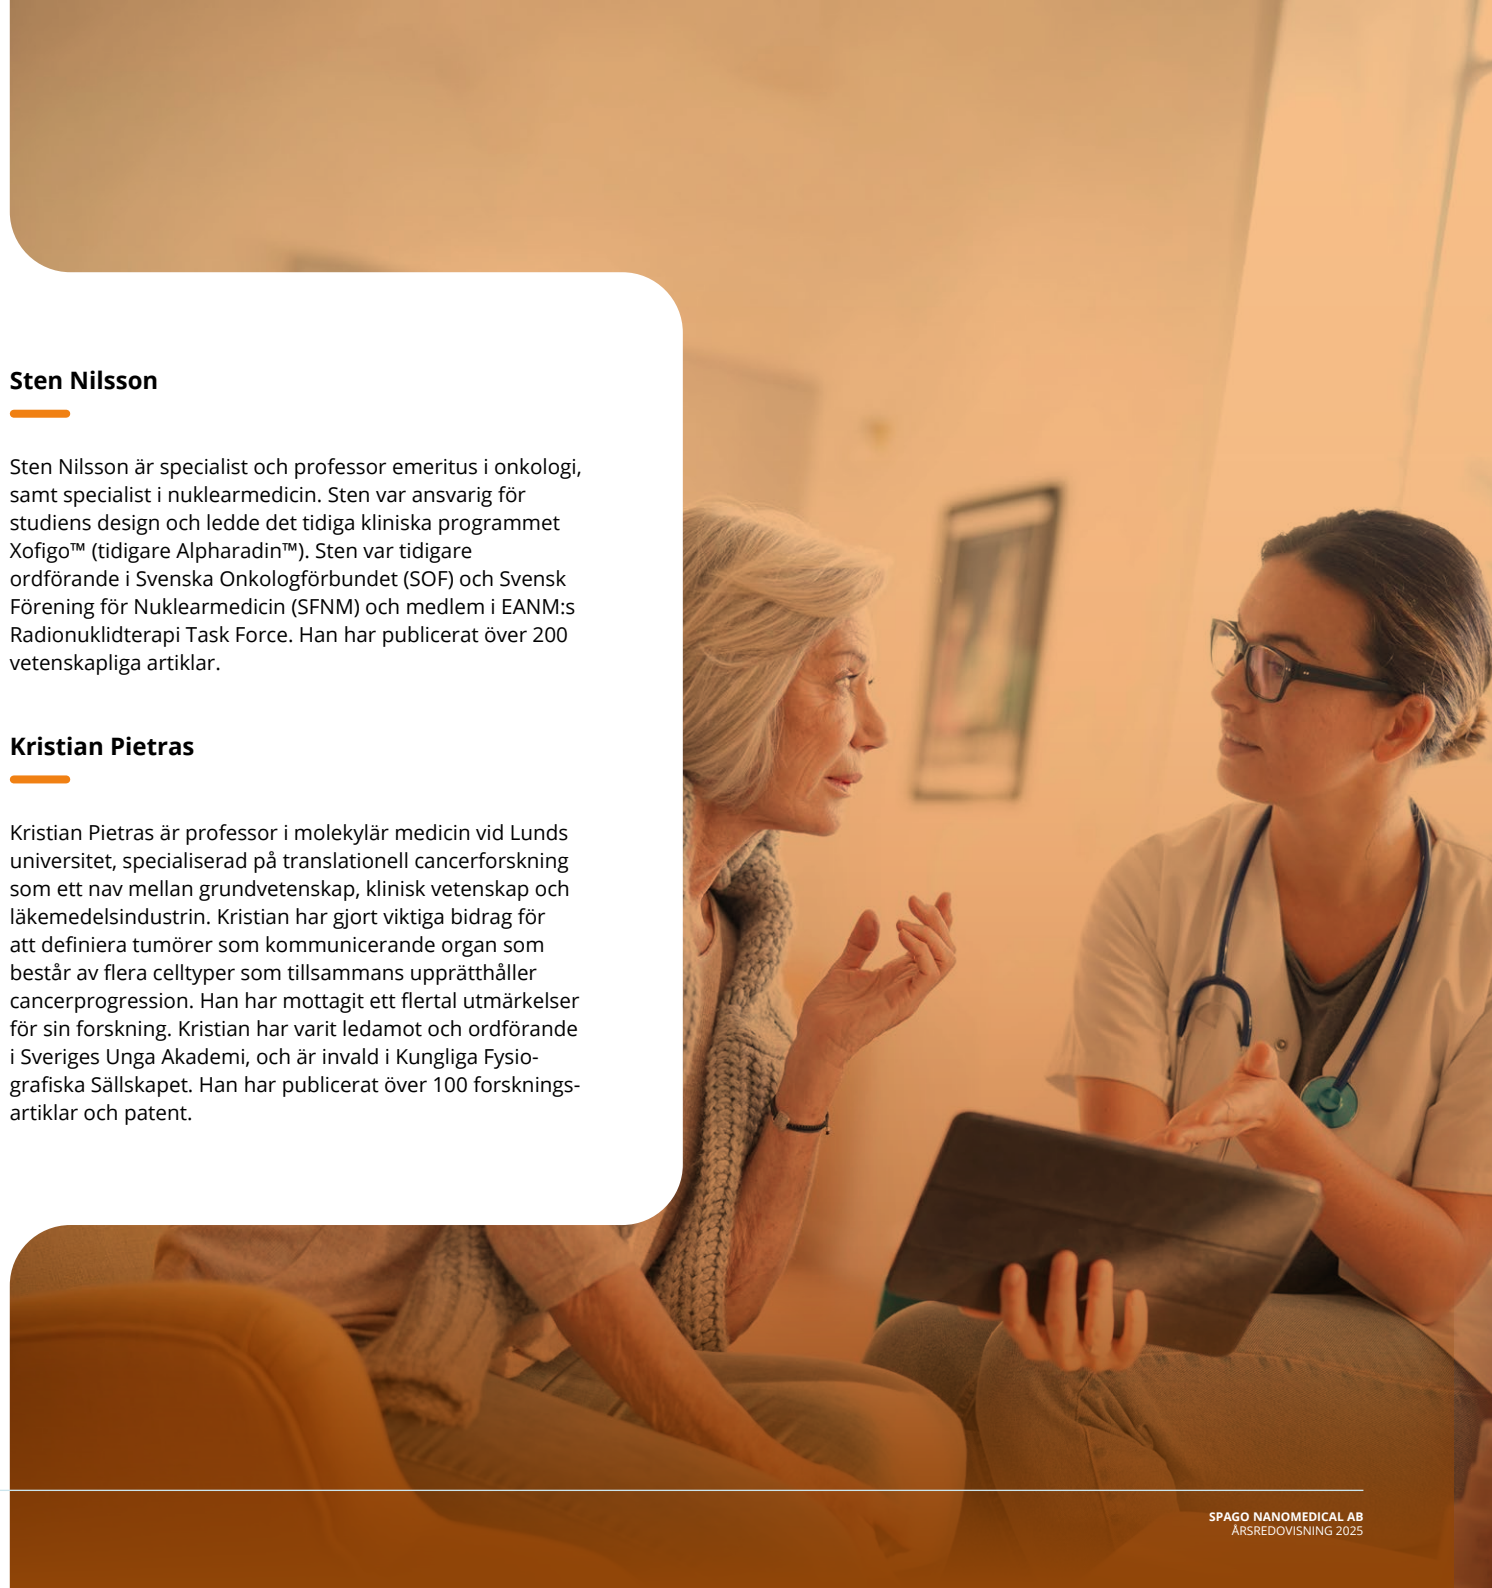 Sten Nilsson
Sten Nilsson är specialist och professor emeritus i onkologi,
samt specialist i nuklearmedicin. Sten var ansvarig för
studiens design och ledde det tidiga kliniska programmet
Xofigo™ (tidigare Alpharadin™). Sten var tidigare
ordförande i Svenska Onkologförbundet (SOF) och Svensk
Förening för Nuklearmedicin (SFNM) och medlem i EANM:s
Radionuklidterapi Task Force. Han har publicerat över 200
vetenskapliga artiklar.
Kristian Pietras
Kristian Pietras är professor i molekylär medicin vid Lunds
universitet, specialiserad på translationell cancerforskning
som ett nav mellan grundvetenskap, klinisk vetenskap och
läkemedelsindustrin. Kristian har gjort viktiga bidrag för
att definiera tumörer som kommunicerande organ som
består av flera celltyper som tillsammans upprätthåller
cancerprogression. Han har mottagit ett flertal utmärkelser
för sin forskning. Kristian har varit ledamot och ordförande
i Sveriges Unga Akademi, och är invald i Kungliga Fysio-
grafiska Sällskapet. Han har publicerat över 100 forsknings-
artiklar och patent.
SPAGO NANOMEDICAL AB
ÅRSREDOVISNING 2025